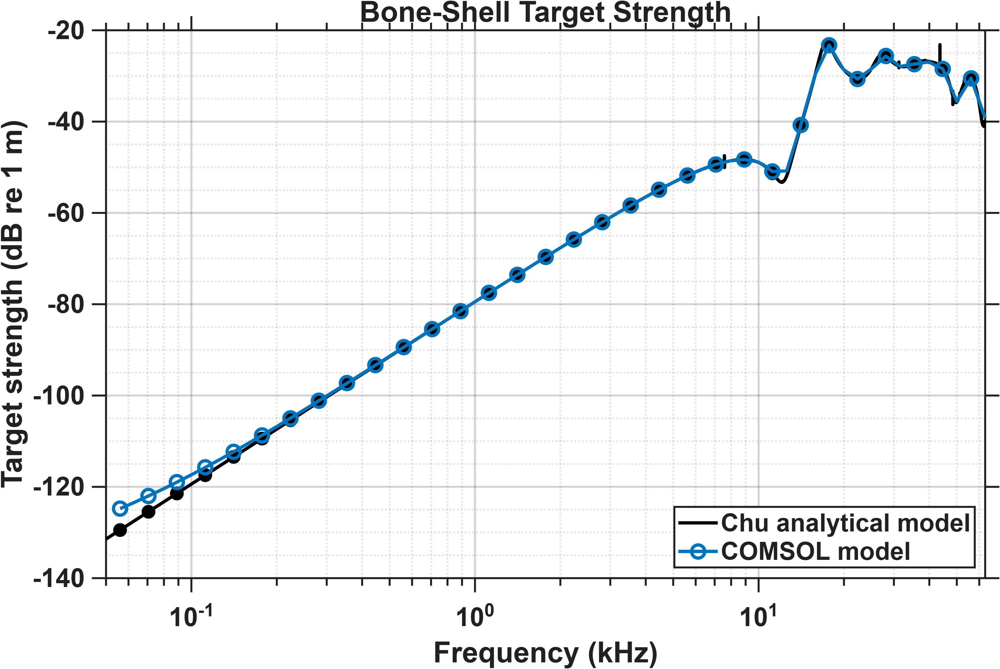 Bone-Shell Target Strength
Target strength (dB re 1 m)
-20
-40
-60
-80
-100
-120
-140
Chu analytical model
COMSOL model
10-1
100
101
Frequency (kHz)